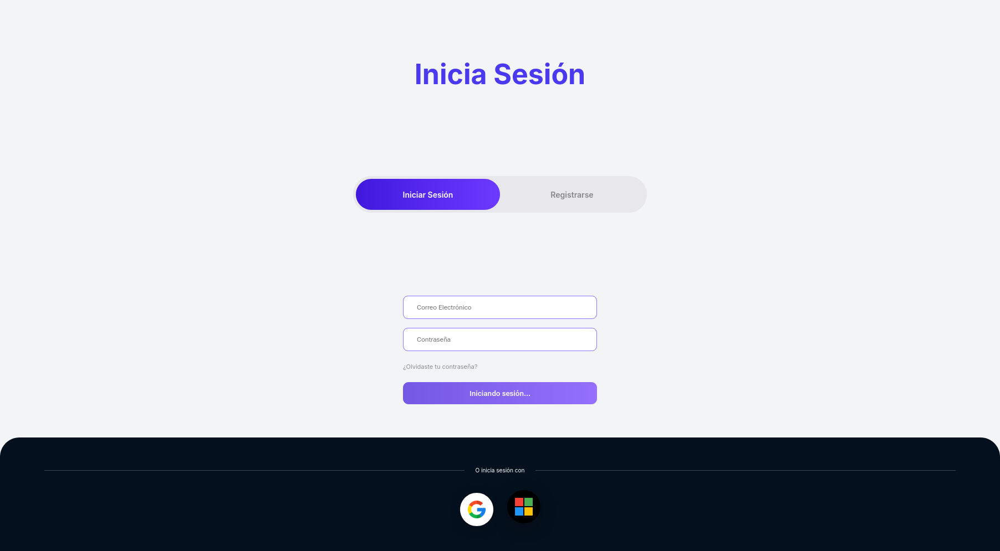 Inicia Sesión
Iniciar Sesión
Registrarse
Correo Electrónico
Contraseña
¿Olvidaste tu contraseña?
Iniciando sesión...
O inicia sesión con